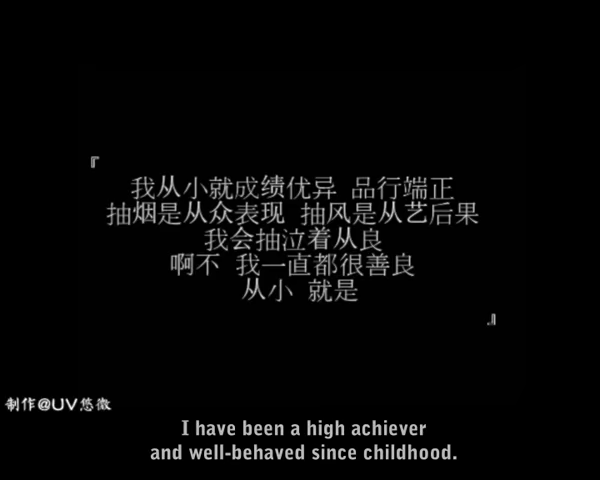 『
我从小就成绩优异 品行端正
抽烟是从众表现 抽风是从艺后果
我会抽泣着从良
啊不 我一直都很善良
从小 就是
』
制作@UV悠微
I have been a high achiever
and well-behaved since childhood.